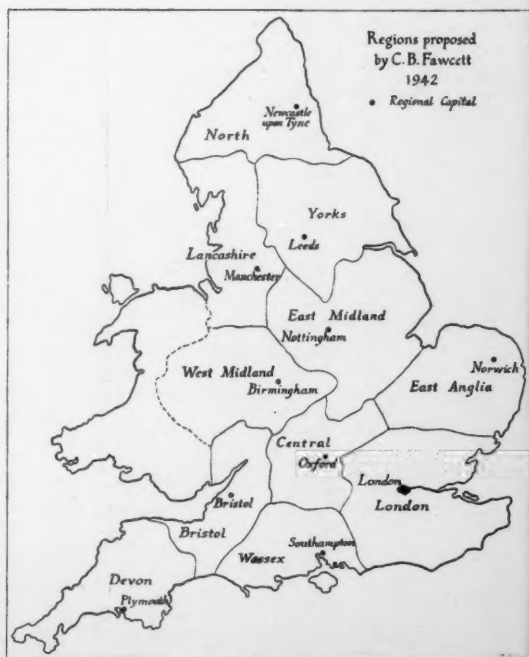 Regions proposed
by C. B. Fawcett
1942
• Regional Capital
Newcastle
upon Tyne
North
Yorks
Leeds
Lancashire
Manchester
East Midland
Nottingham
West Midland
Birmingham
Norwich
East Anglia
Central
Oxford
London
London
Bristol
Bristol
Southampton
Wessex
Devon
Plymouth